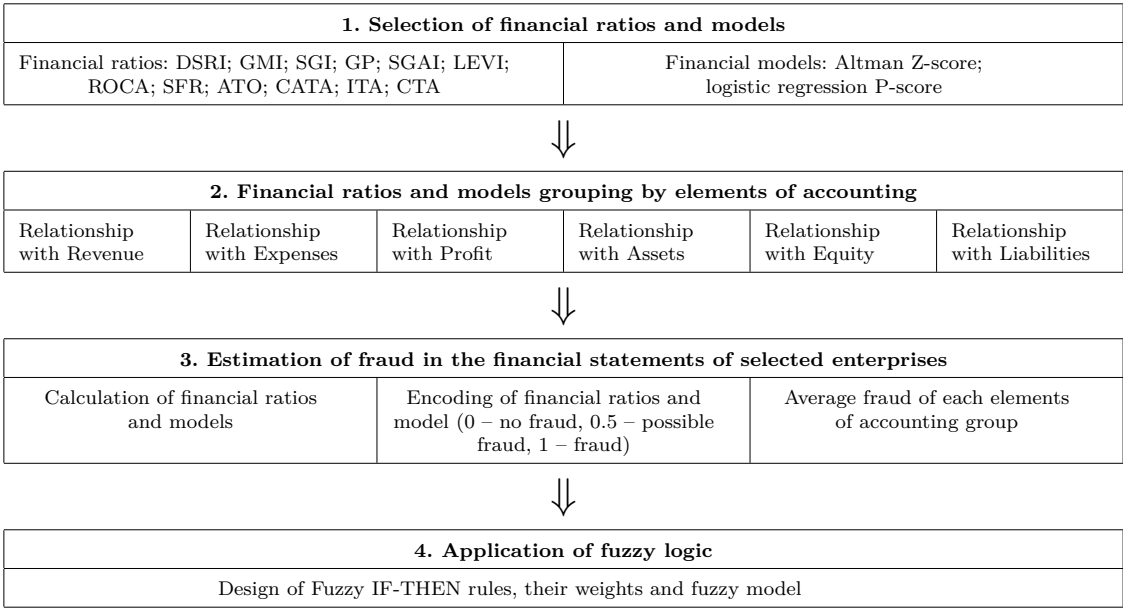 1. Selection of financial ratios and models
Financial ratios: DSRI; GMI; SGI; GP; SGAI; LEVI;
ROCA; SFR; ATO; CATA; ITA; CTA
Financial models: Altman Z-score;
logistic regression P-score
2. Financial ratios and models grouping by elements of accounting
Relationship
with Revenue
Relationship
with Expenses
Relationship
with Profit
Relationship
with Assets
Relationship
with Equity
Relationship
with Liabilities
3. Estimation of fraud in the financial statements of selected enterprises
Calculation of financial ratios
and models
Encoding of financial ratios and
model (0 – no fraud, 0.5 – possible
fraud, 1 – fraud)
Average fraud of each elements
of accounting group
4. Application of fuzzy logic
Design of Fuzzy IF-THEN rules, their weights and fuzzy model